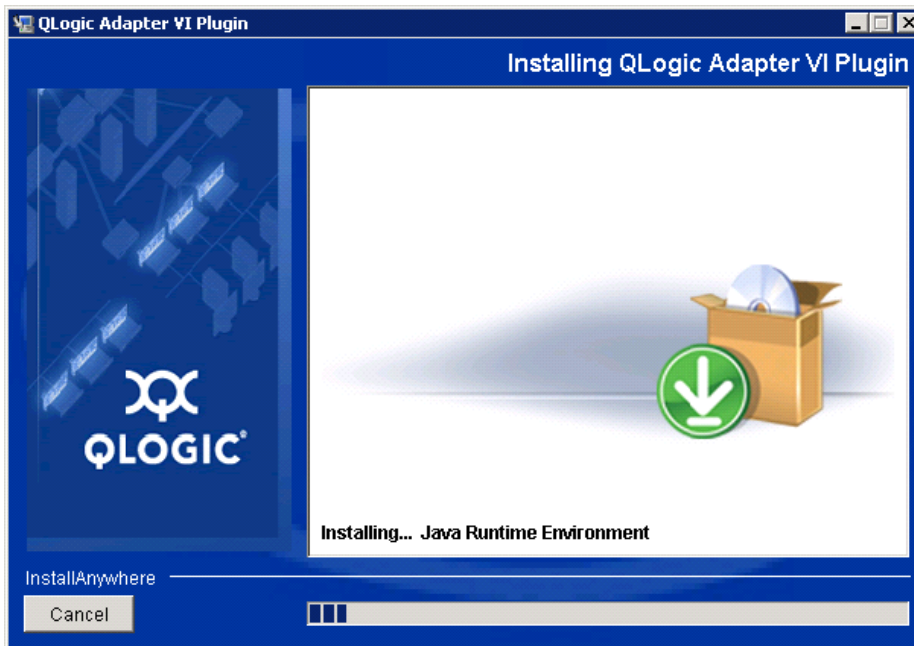 QLogic Adapter VI Plugin
Installing QLogic Adapter VI Plugin
QLOGIC®
Installing... Java Runtime Environment
InstallAnywhere
Cancel